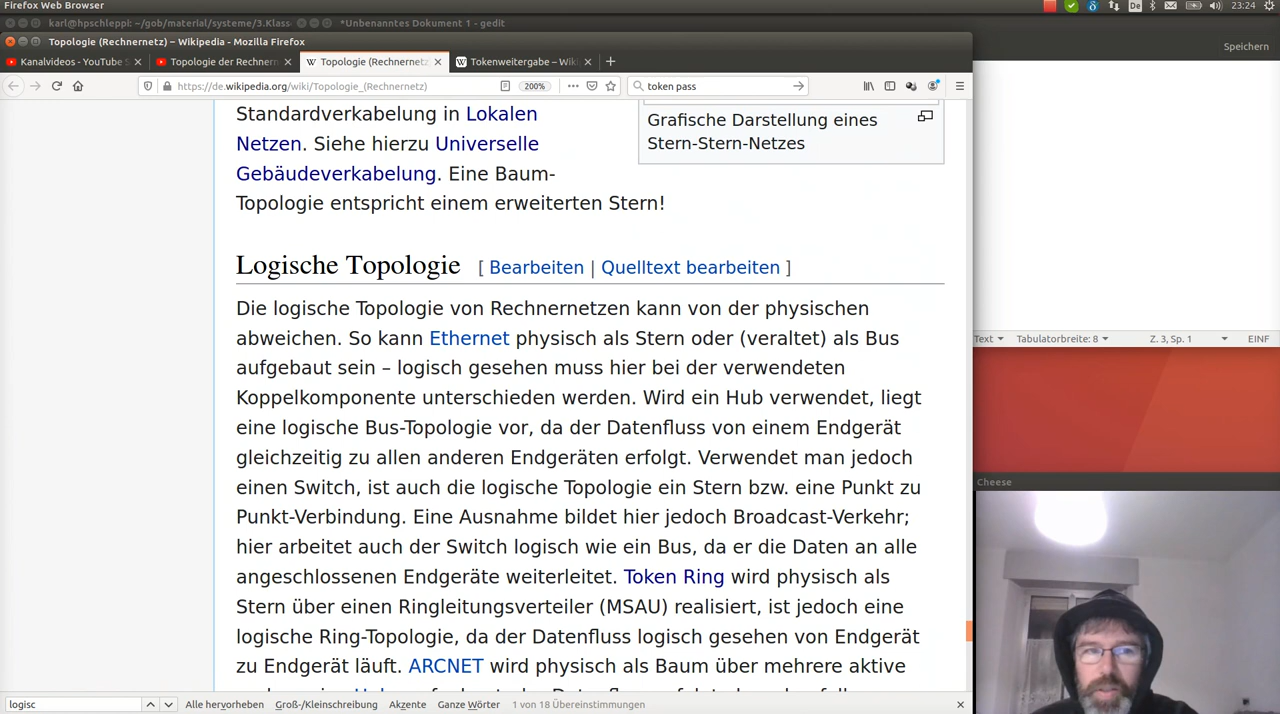 Firefox Web Browser
De
23:24
karl@hpschleppi: ~/gob/material/systeme/3.Klass
*Unbenanntes Dokument 1 - gedit
Topologie (Rechnernetz) – Wikipedia - Mozilla Firefox
Speichern
Kanalvideos - YouTube S
Topologie der Rechner
Topologie (Rechnernetz
Tokenweitergabe – Wiki
https://de.wikipedia.org/wiki/Topologie_(Rechnernetz)
200%
token pass
Standardverkabelung in Lokalen
Netzen. Siehe hierzu Universelle
Gebäudeverkabelung. Eine Baum-
Topologie entspricht einem erweiterten Stern!
Grafische Darstellung eines
Stern-Stern-Netzes
Logische Topologie [ Bearbeiten | Quelltext bearbeiten ]
Die logische Topologie von Rechnernetzen kann von der physischen
abweichen. So kann Ethernet physisch als Stern oder (veraltet) als Bus
aufgebaut sein – logisch gesehen muss hier bei der verwendeten
Koppelkomponente unterschieden werden. Wird ein Hub verwendet, liegt
eine logische Bus-Topologie vor, da der Datenfluss von einem Endgerät
gleichzeitig zu allen anderen Endgeräten erfolgt. Verwendet man jedoch
einen Switch, ist auch die logische Topologie ein Stern bzw. eine Punkt zu
Punkt-Verbindung. Eine Ausnahme bildet hier jedoch Broadcast-Verkehr;
hier arbeitet auch der Switch logisch wie ein Bus, da er die Daten an alle
angeschlossenen Endgeräte weiterleitet. Token Ring wird physisch als
Stern über einen Ringleitungsverteiler (MSAU) realisiert, ist jedoch eine
logische Ring-Topologie, da der Datenfluss logisch gesehen von Endgerät
zu Endgerät läuft. ARCNET wird physisch als Baum über mehrere aktive
Text
Tabulatorbreite: 8
Z. 3, Sp. 1
EINF
Cheese
logisc
Alle hervorheben
Groß-/Kleinschreibung
Akzente
Ganze Wörter
1 von 18 Übereinstimmungen